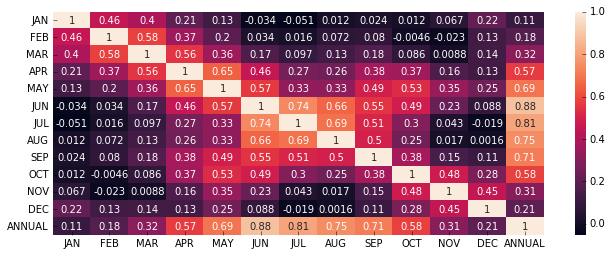 JAN 1 0.46 0.4 0.21 0.13 -0.034 -0.051 0.012 0.024 0.012 0.067 0.22 0.11
FEB 0.46 1 0.58 0.37 0.2 0.034 0.016 0.072 0.08 -0.0046 -0.023 0.13 0.18
MAR 0.4 0.58 1 0.56 0.36 0.17 0.097 0.13 0.18 0.086 0.0088 0.14 0.32
APR 0.21 0.37 0.56 1 0.65 0.46 0.27 0.26 0.38 0.37 0.16 0.13 0.57
MAY 0.13 0.2 0.36 0.65 1 0.57 0.33 0.33 0.49 0.53 0.35 0.25 0.69
JUN -0.034 0.034 0.17 0.46 0.57 1 0.74 0.66 0.55 0.49 0.23 0.088 0.88
JUL -0.051 0.016 0.097 0.27 0.33 0.74 1 0.69 0.51 0.3 0.043 -0.019 0.81
AUG 0.012 0.072 0.13 0.26 0.33 0.66 0.69 1 0.5 0.25 0.017 0.0016 0.75
SEP 0.024 0.08 0.18 0.38 0.49 0.55 0.51 0.5 1 0.38 0.15 0.11 0.71
OCT 0.012 -0.0046 0.086 0.37 0.53 0.49 0.3 0.25 0.38 1 0.48 0.28 0.58
NOV 0.067 -0.023 0.0088 0.16 0.35 0.23 0.043 0.017 0.15 0.48 1 0.45 0.31
DEC 0.22 0.13 0.14 0.13 0.25 0.088 -0.019 0.0016 0.11 0.28 0.45 1 0.21
ANNUAL 0.11 0.18 0.32 0.57 0.69 0.88 0.81 0.75 0.71 0.58 0.31 0.21 1
JAN FEB MAR APR MAY JUN JUL AUG SEP OCT NOV DEC ANNUAL
1.0
0.8
0.6
0.4
0.2
0.0